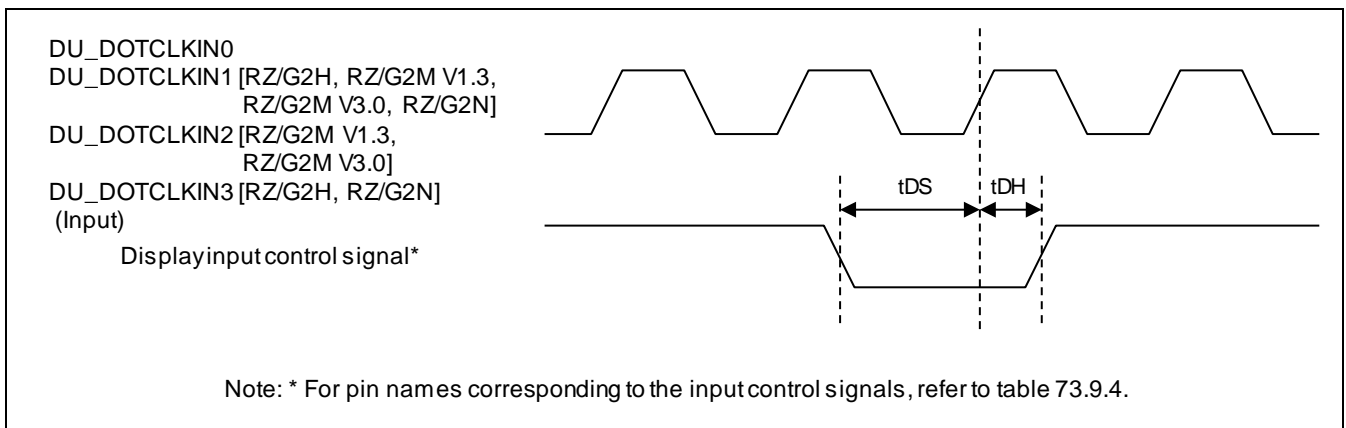 DU_DOTCLKIN0
DU_DOTCLKIN1 [RZ/G2H, RZ/G2M V1.3,
RZ/G2M V3.0, RZ/G2N]
DU_DOTCLKIN2 [RZ/G2M V1.3,
RZ/G2M V3.0]
DU_DOTCLKIN3 [RZ/G2H, RZ/G2N]
(Input)
tDS tDH
Display input control signal*
Note: * For pin names corresponding to the input control signals, refer to table 73.9.4.